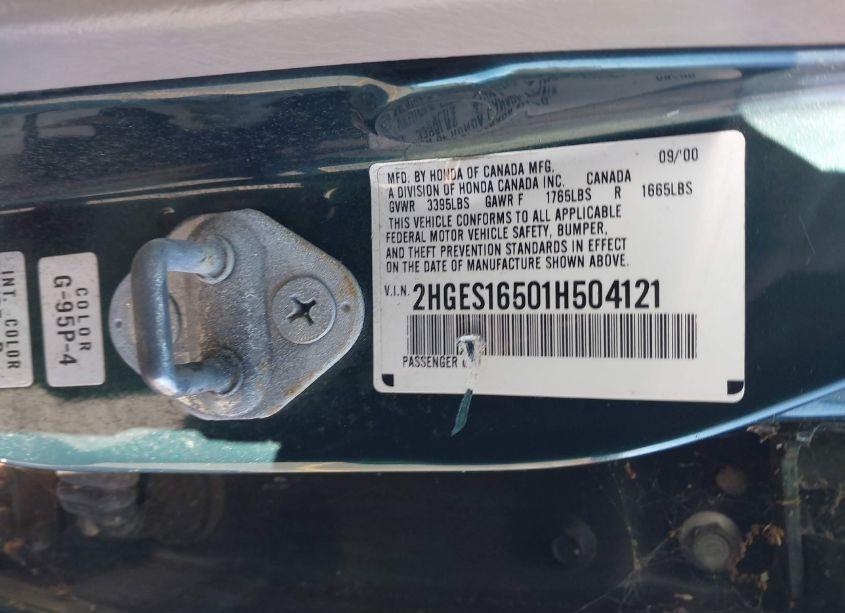 09/'00
MFD. BY HONDA OF CANADA MFG.
A DIVISION OF HONDA CANADA INC. CANADA
GVWR 3395LBS GAWR F 1765LBS R 1665LBS
THIS VEHICLE CONFORMS TO ALL APPLICABLE
FEDERAL MOTOR VEHICLE SAFETY, BUMPER,
AND THEFT PREVENTION STANDARDS IN EFFECT
ON THE DATE OF MANUFACTURE SHOWN ABOVE.
V.I.N. 2HGES16501H504121
PASSENGER
COLOR
G-95P-4
INT.-COLOR